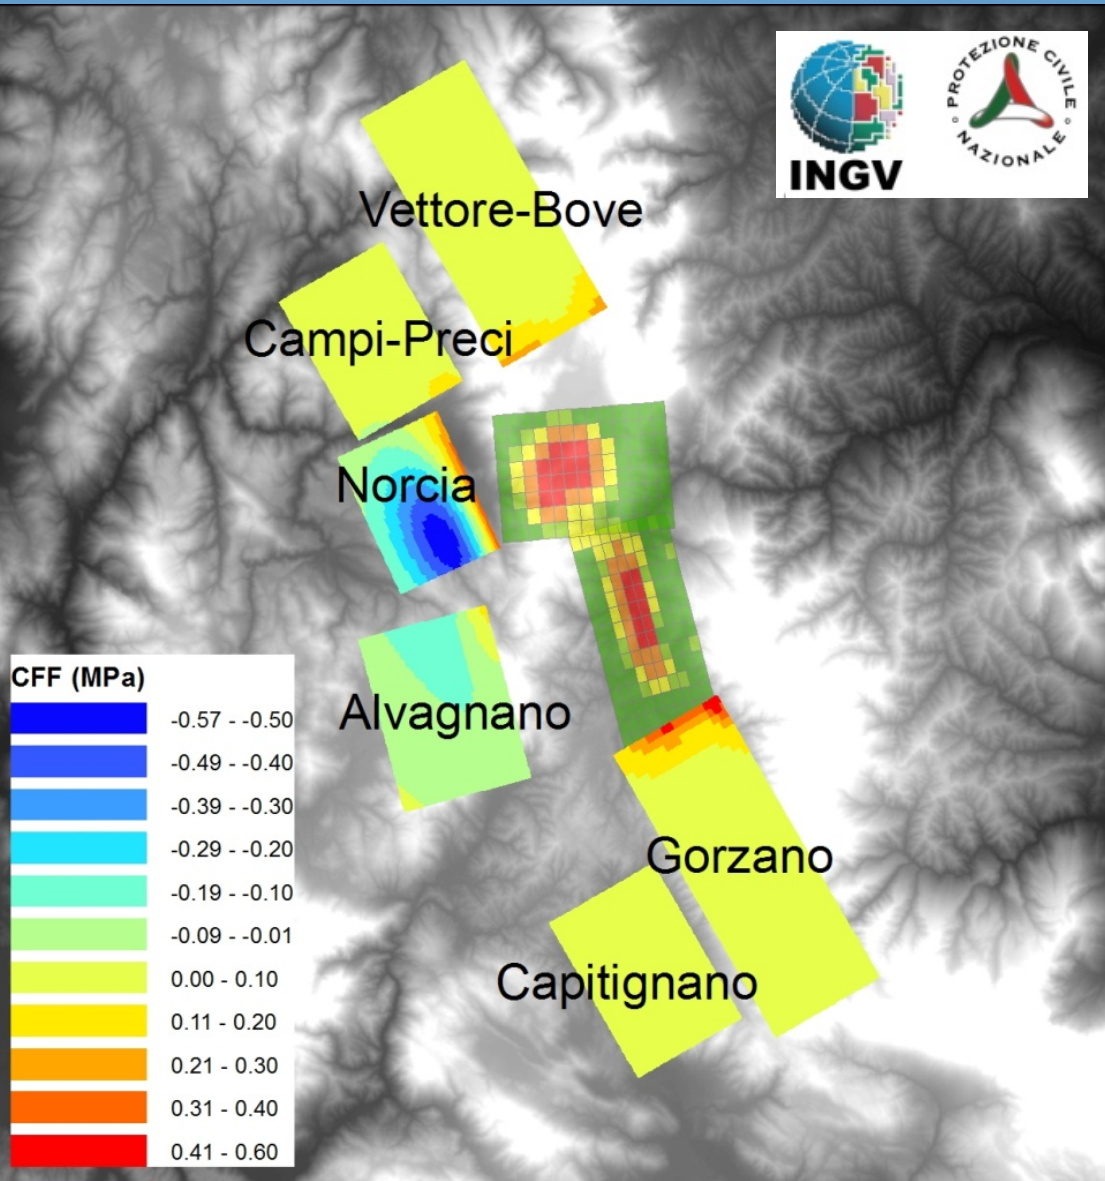 PROTEZIONE CIVILE
NAZIONALE
INGV
Vettore-Bove
Campi-Preci
Norcia
Alvagnano
Gorzano
Capitignano
CFF (MPa)
-0.57 - -0.50
-0.49 - -0.40
-0.39 - -0.30
-0.29 - -0.20
-0.19 - -0.10
-0.09 - -0.01
0.00 - 0.10
0.11 - 0.20
0.21 - 0.30
0.31 - 0.40
0.41 - 0.60